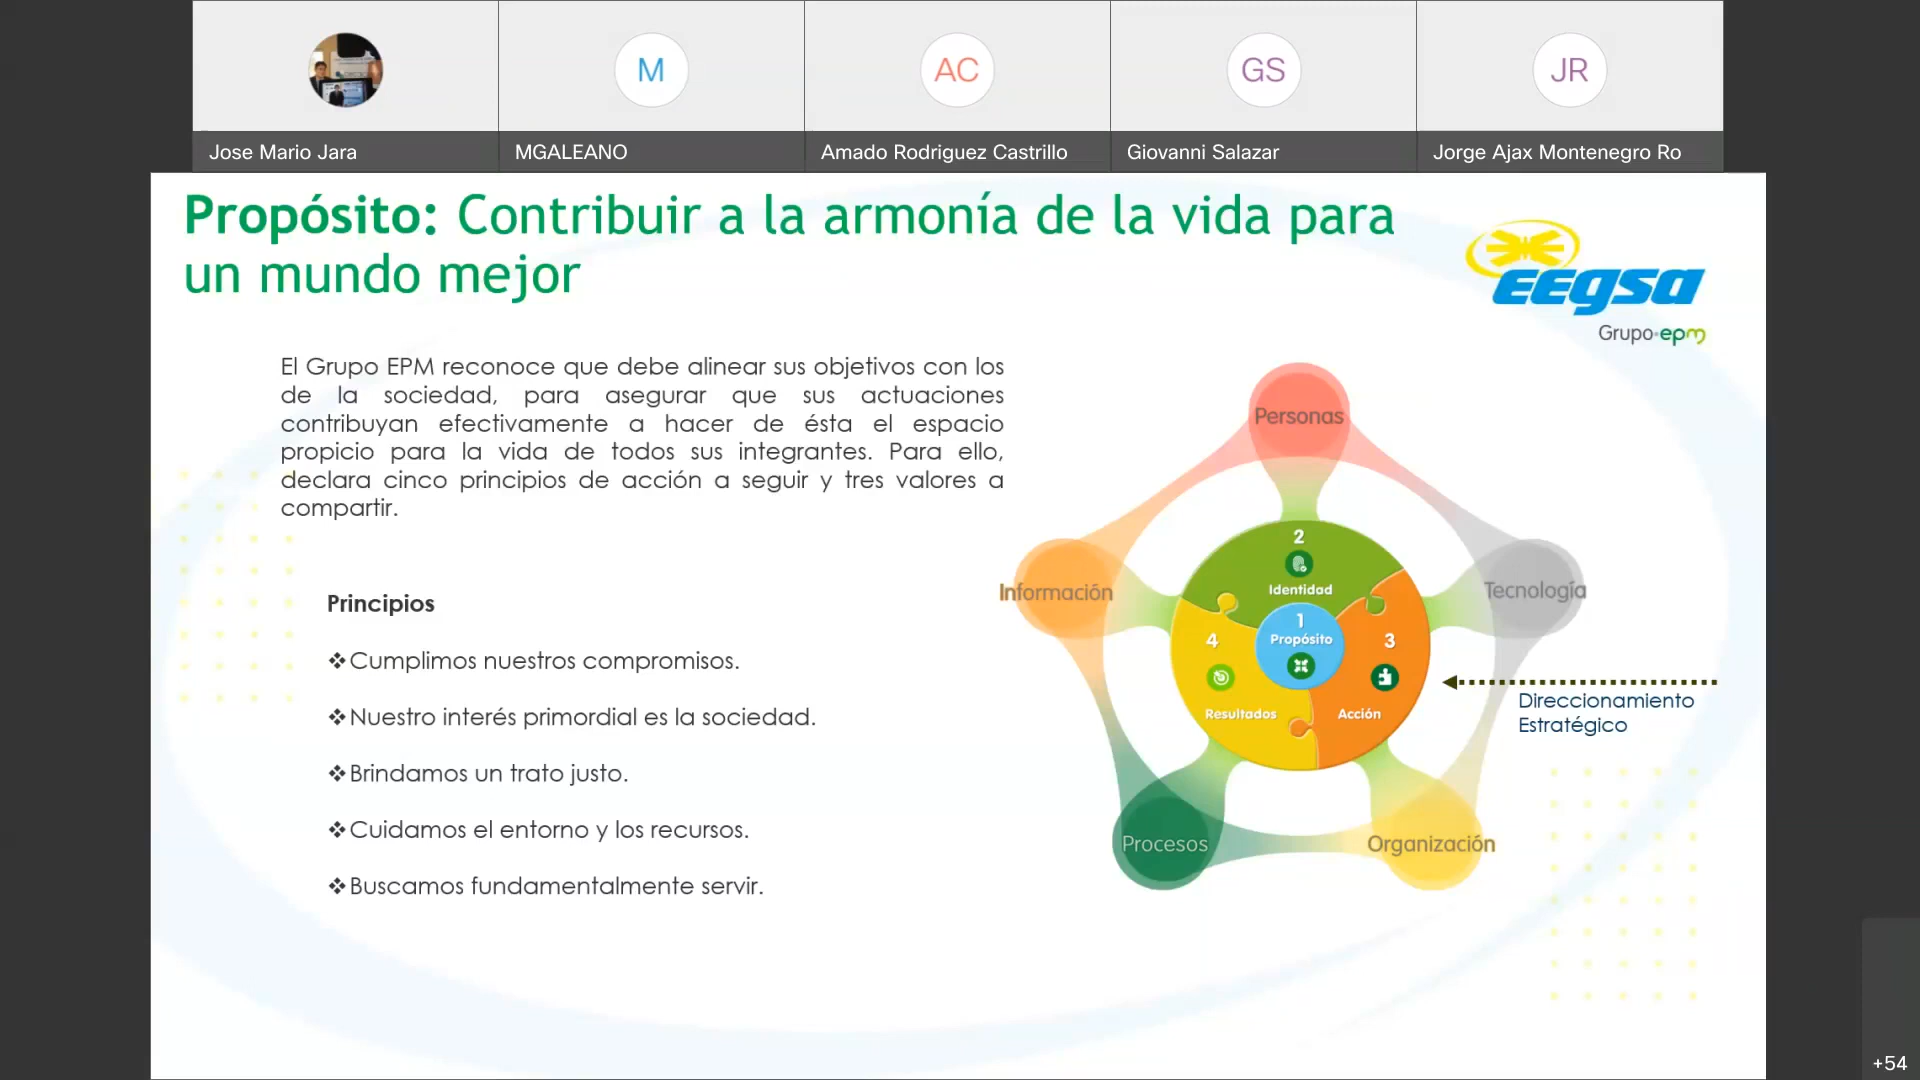 M
AC
GS
JR
Jose Mario Jara
MGALEANO
Amado Rodriguez Castrillo
Giovanni Salazar
Jorge Ajax Montenegro Ro
Propósito: Contribuir a la armonía de la vida para
un mundo mejor
eegsa
Grupo·epm
El Grupo EPM reconoce que debe alinear sus objetivos con los
de la sociedad, para asegurar que sus actuaciones
contribuyan efectivamente a hacer de ésta el espacio
propicio para la vida de todos sus integrantes. Para ello,
declara cinco principios de acción a seguir y tres valores a
compartir.
Principios
❖Cumplimos nuestros compromisos.
❖Nuestro interés primordial es la sociedad.
❖Brindamos un trato justo.
❖Cuidamos el entorno y los recursos.
❖Buscamos fundamentalmente servir.
Personas
Información
Tecnología
2
Identidad
1
Propósito
4
Resultados
3
Acción
Direccionamiento
Estratégico
Procesos
Organización
+54